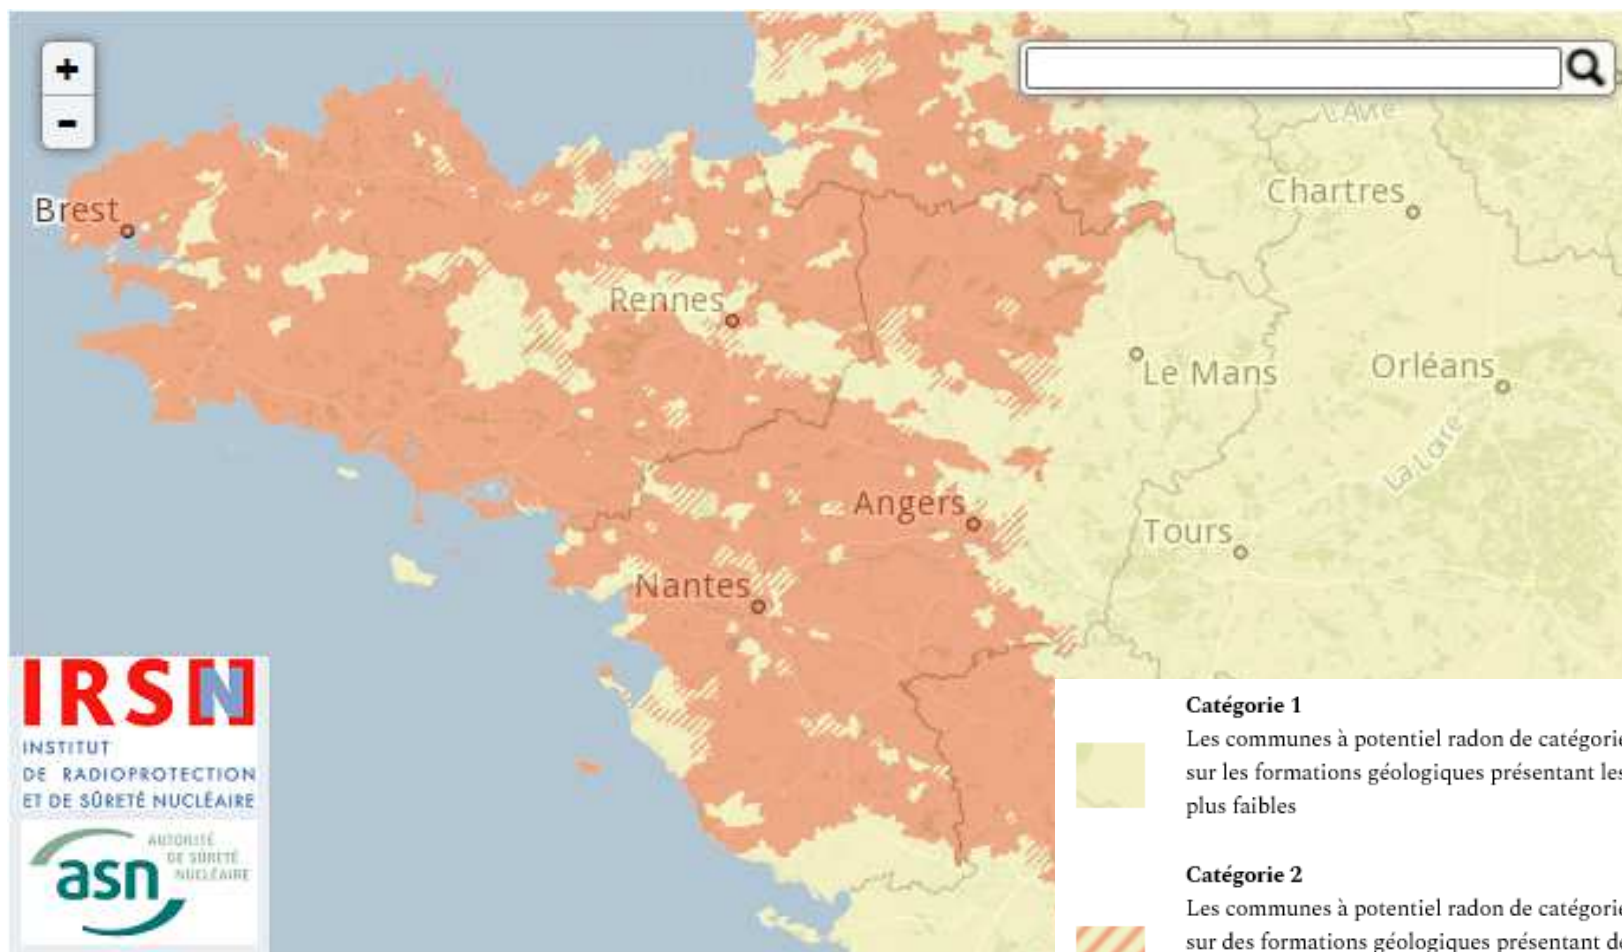 +
-
L'Avre
Chartres
Brest
Rennes
Le Mans
Orléans
La Loire
Angers
Tours
Nantes
IRSN
INSTITUT
DE RADIOPROTECTION
ET DE SÛRETÉ NUCLÉAIRE
asn
AUTORITÉ
DE SÛRETÉ
NUCLÉAIRE
Catégorie 1
Les communes à potentiel radon de catégorie
sur les formations géologiques présentant les
plus faibles
Catégorie 2
Les communes à potentiel radon de catégorie
sur des formations géologiques présentant de